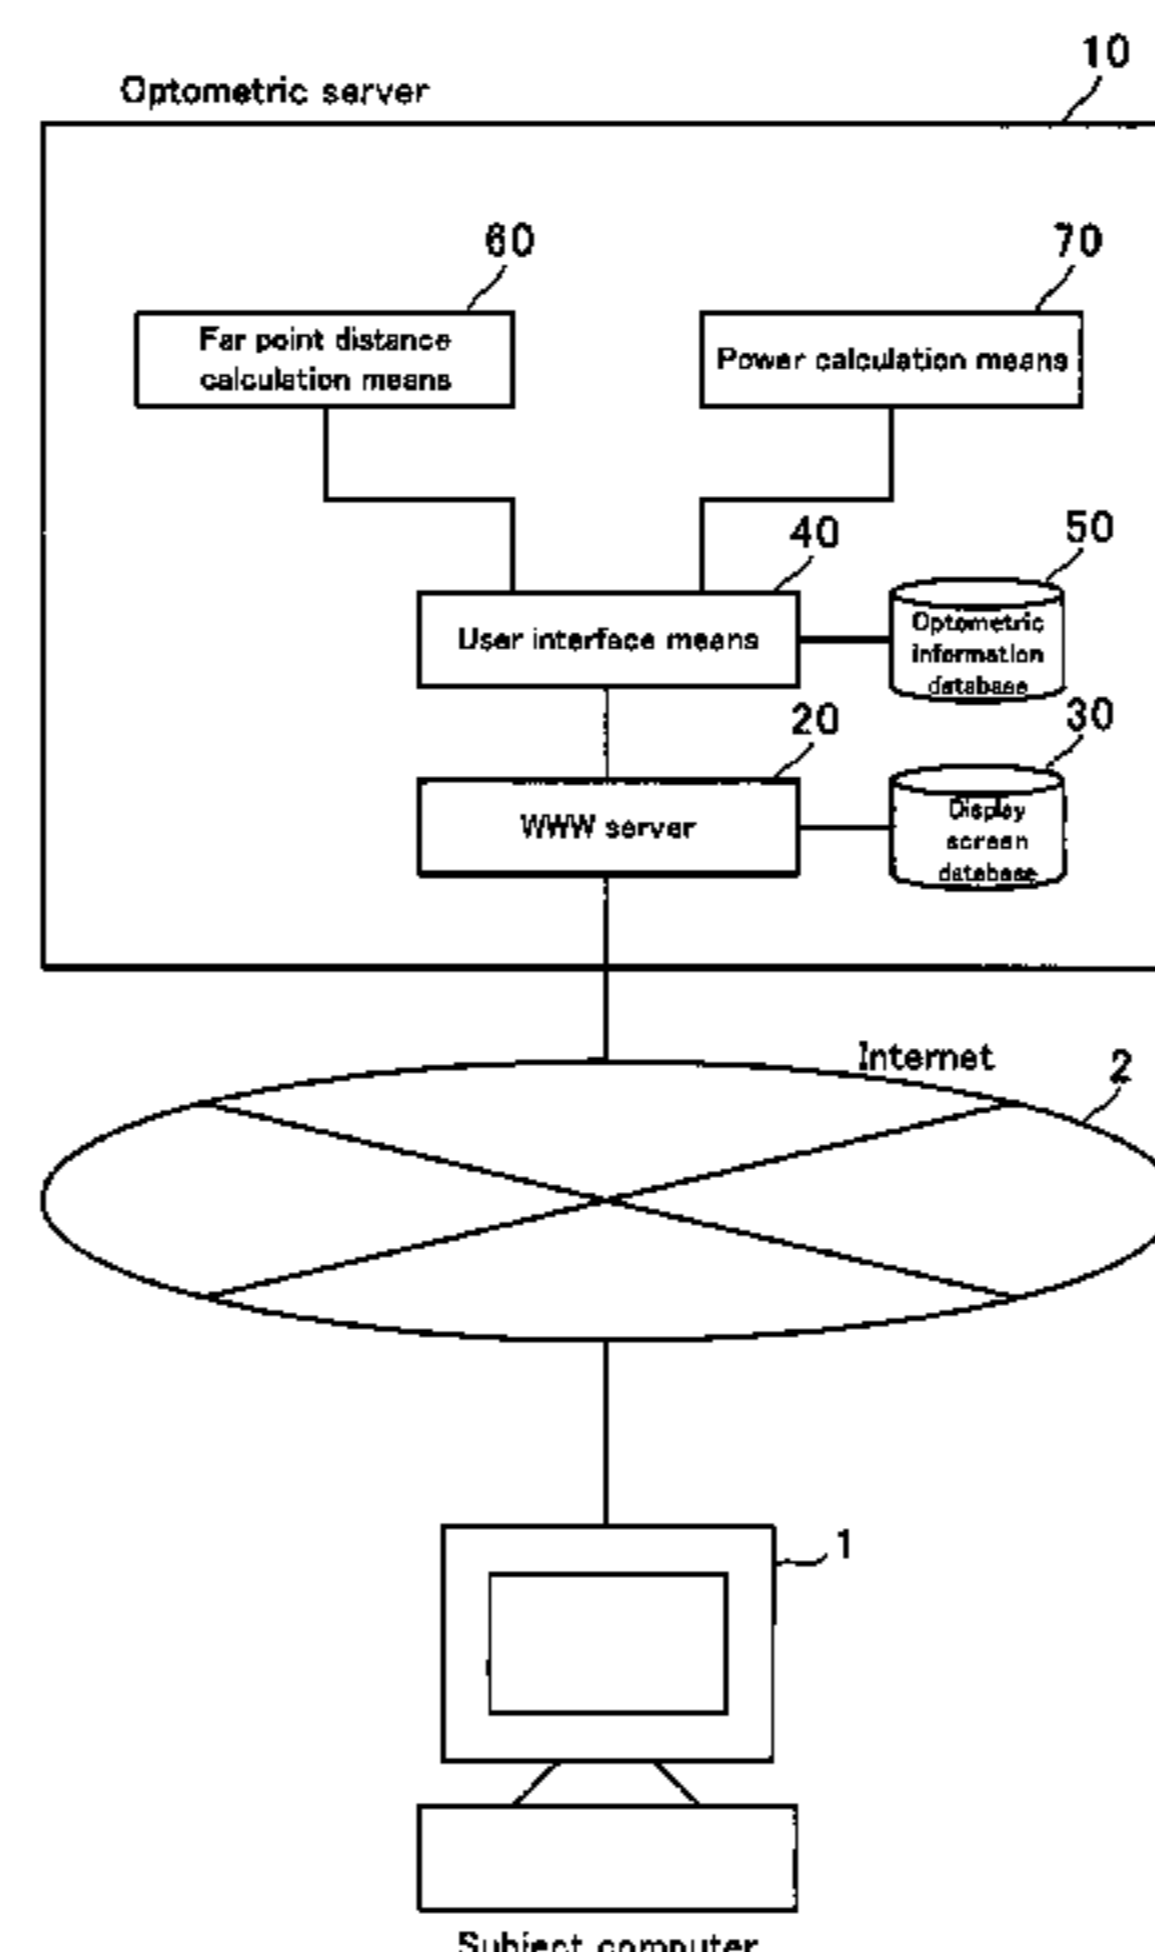 10
Optometric server
60
70
Far point distance
calculation means
Power calculation means
40
50
User interface means
Optometric
information
database
20
30
WWW server
Display
screen
database
Internet
2
1
Subject computer